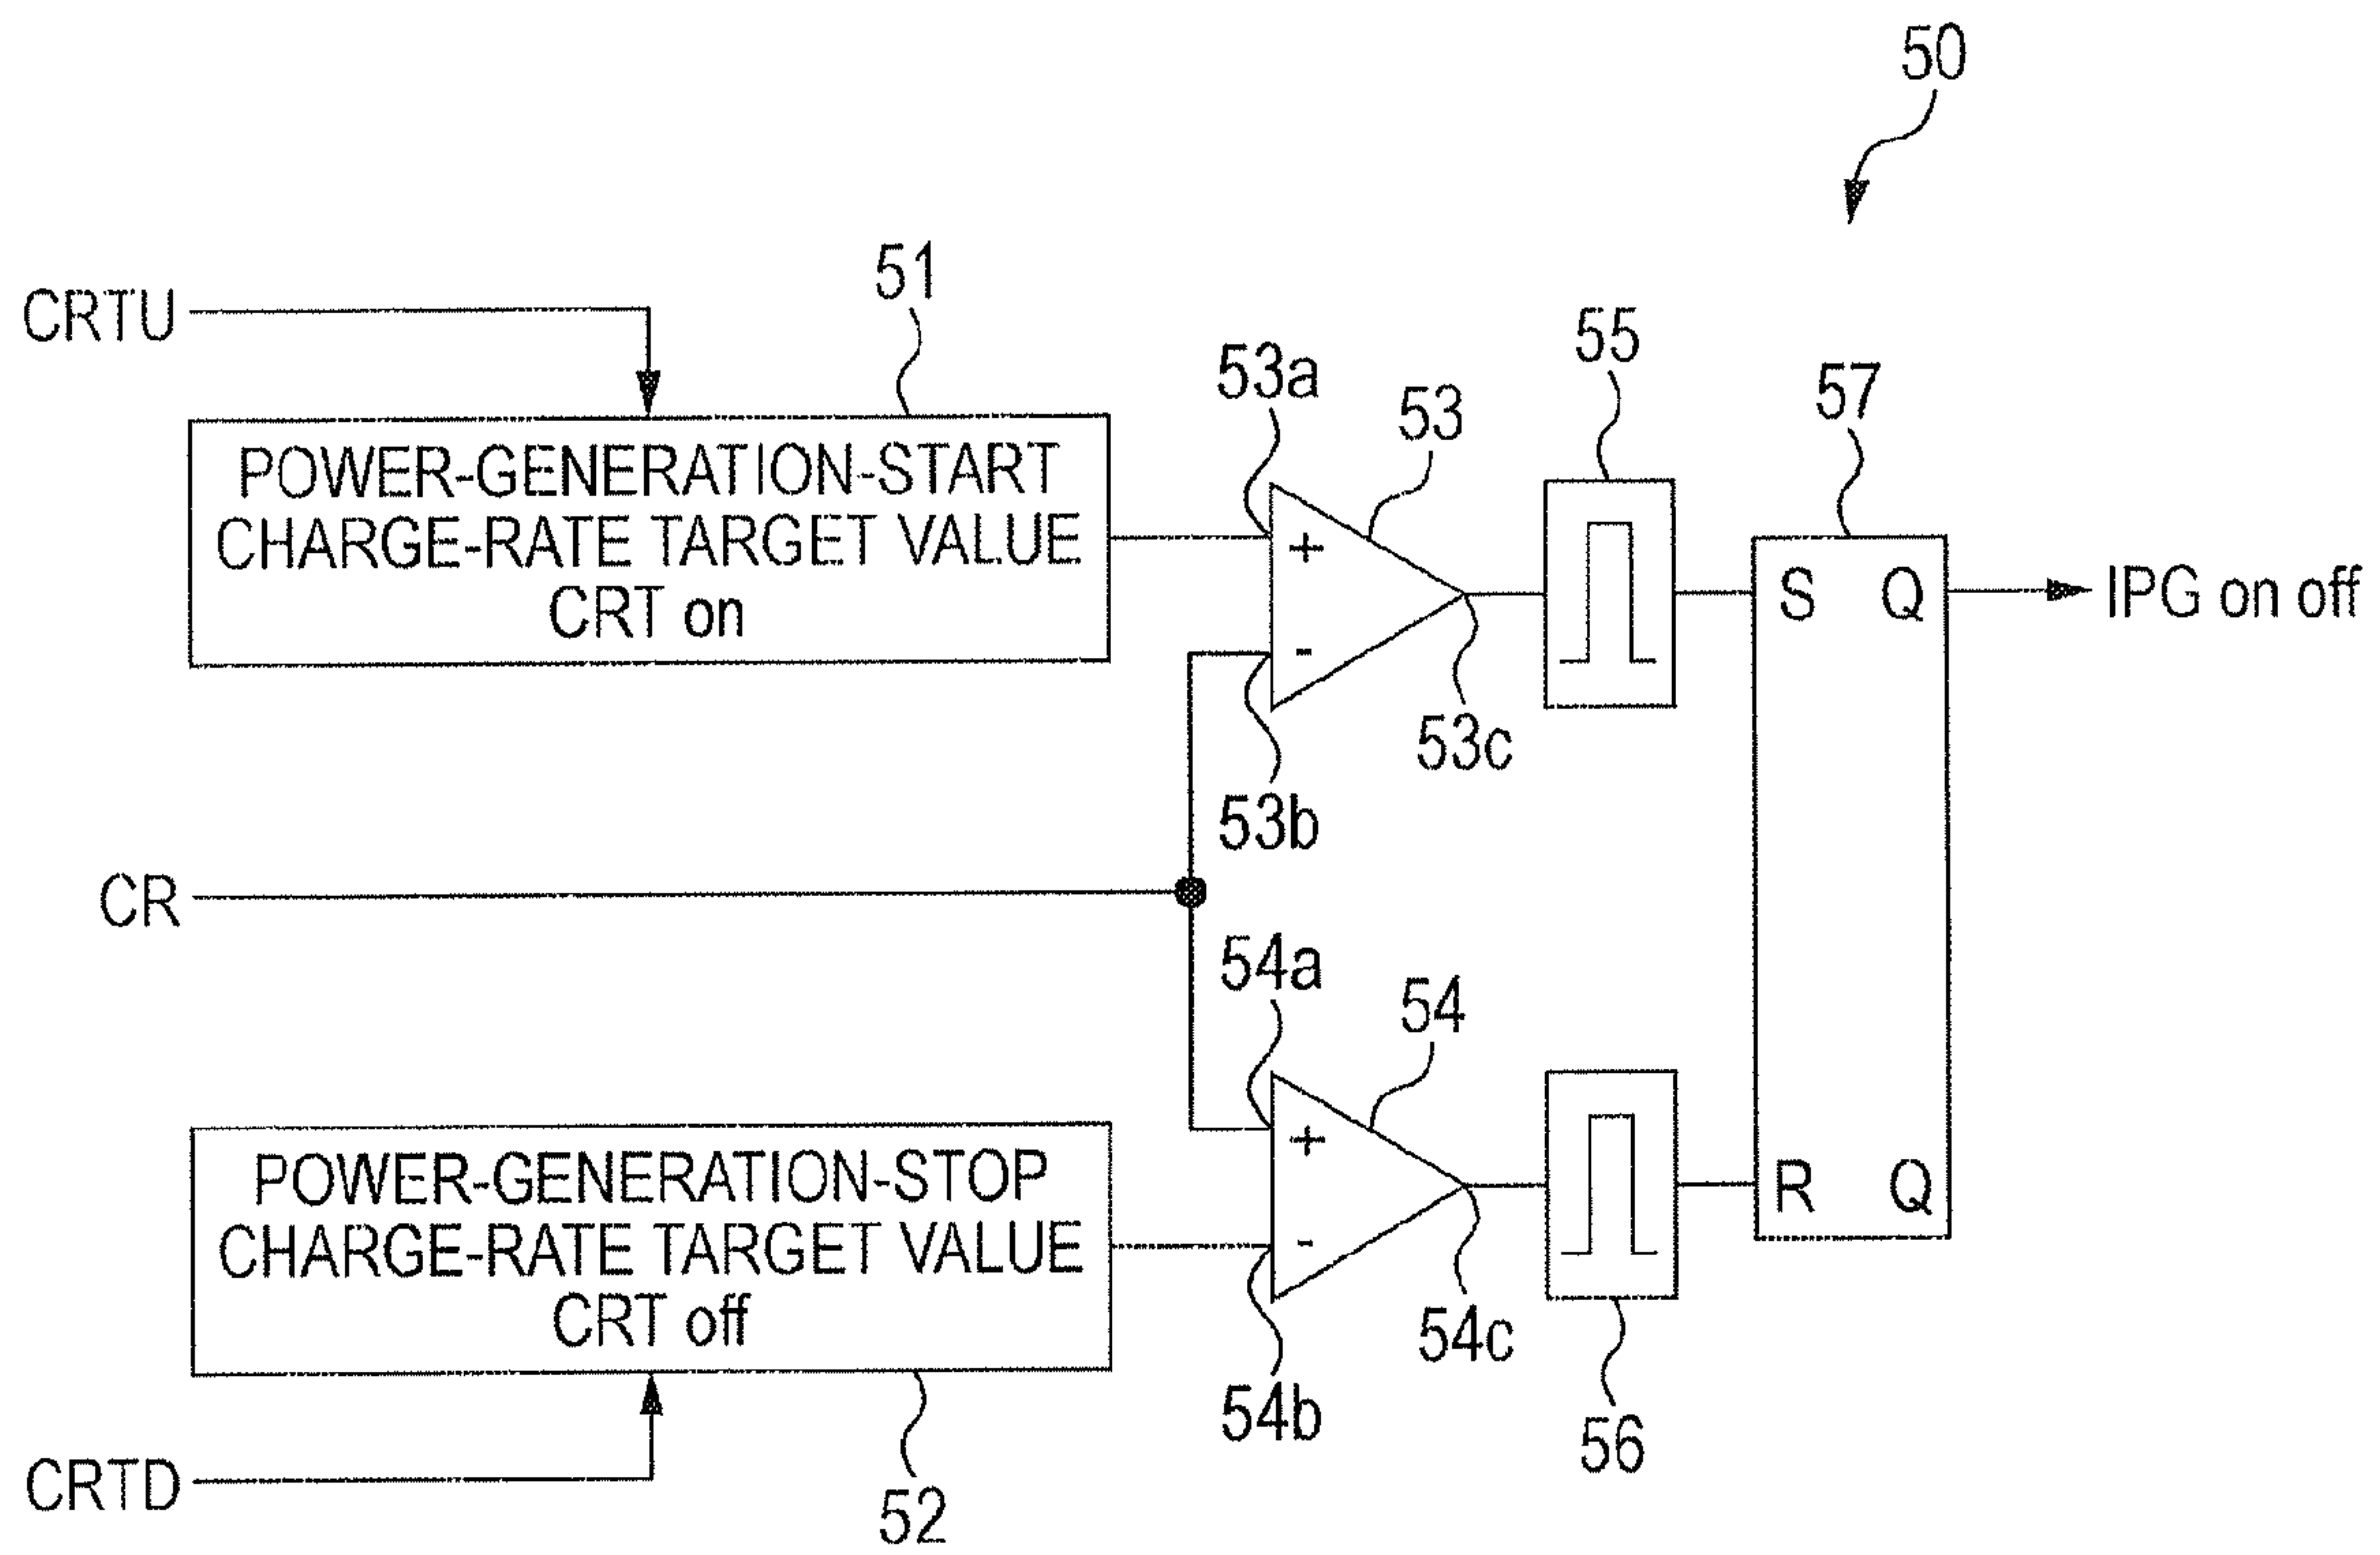 50
51
CRTU
POWER-GENERATION-START
CHARGE-RATE TARGET VALUE
CRT on
53a
53
55
57
+
-
S Q
IPG on off
53c
53b
CR
54a
54
POWER-GENERATION-STOP
CHARGE-RATE TARGET VALUE
CRT off
+
-
R Q
54c
54b
56
CRTD
52